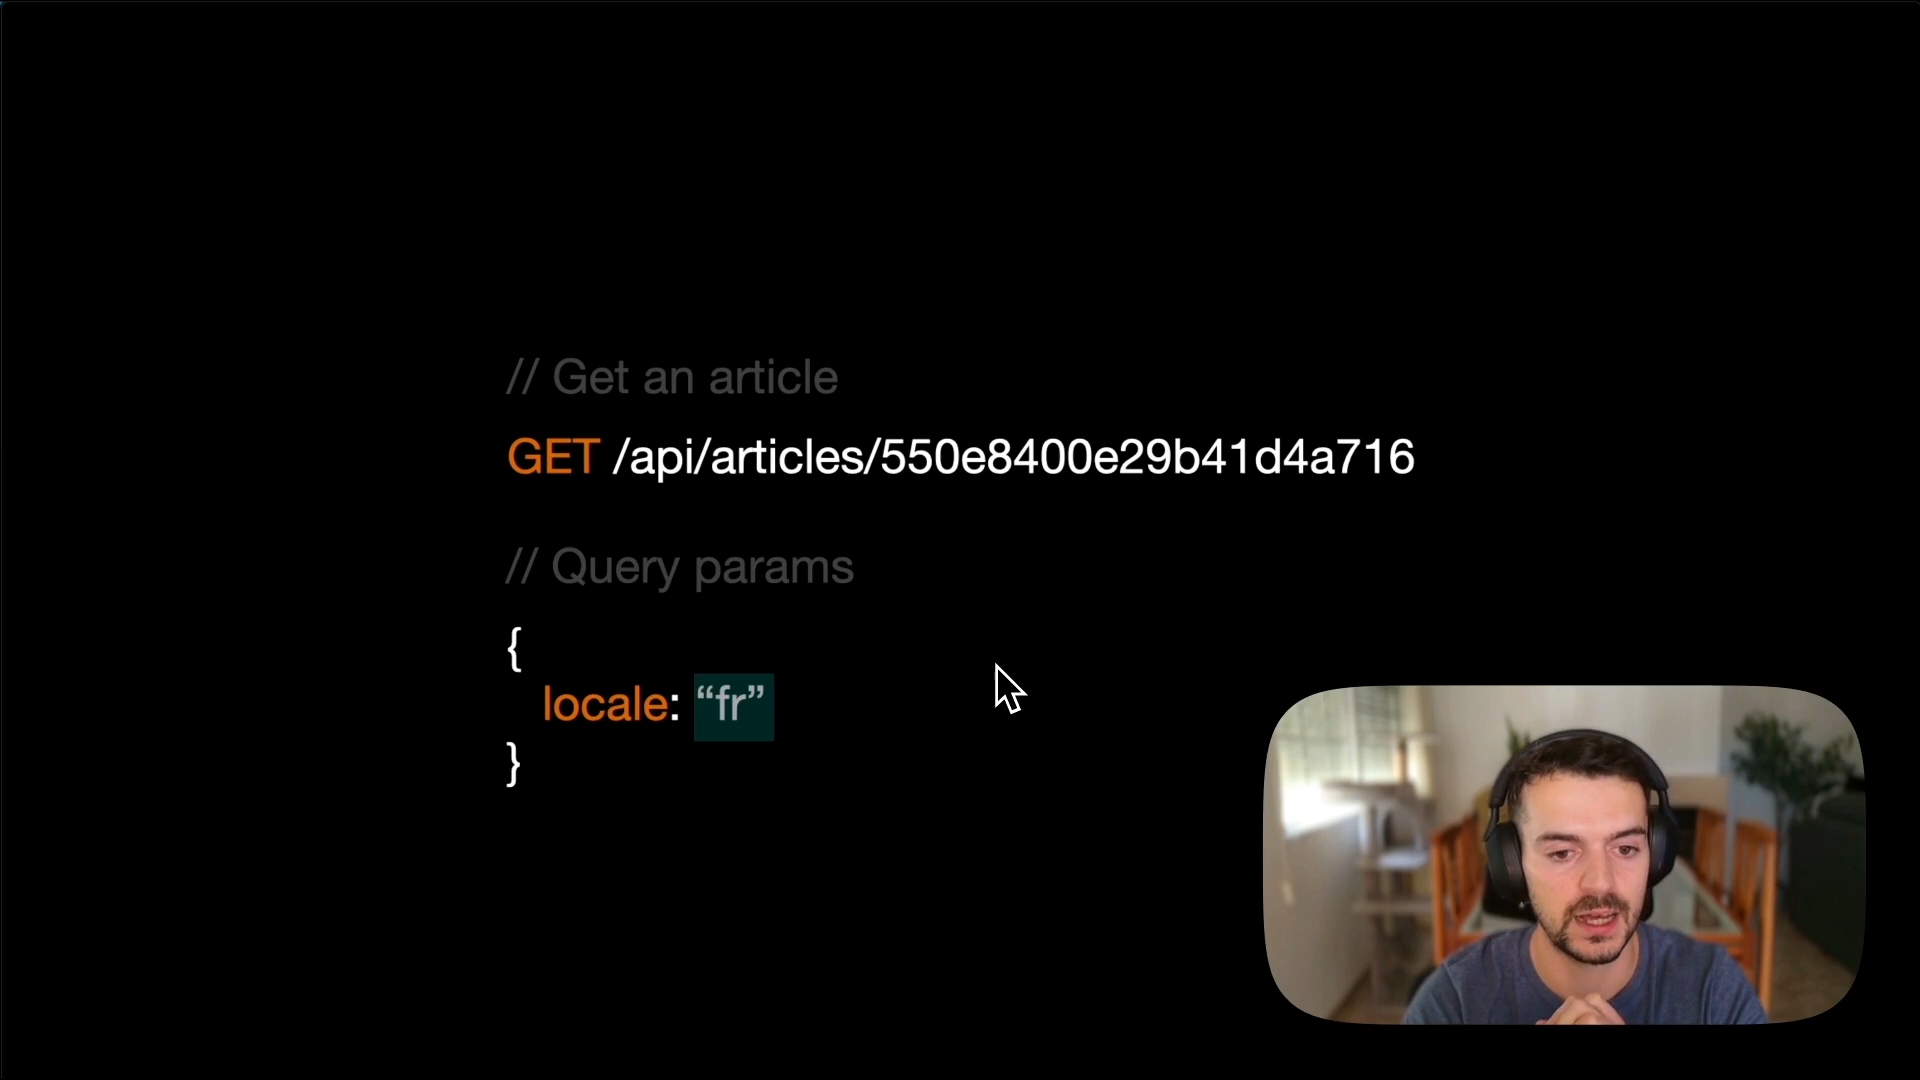 // Get an article
GET /api/articles/550e8400e29b41d4a716
// Query params
{
locale: “fr”
}